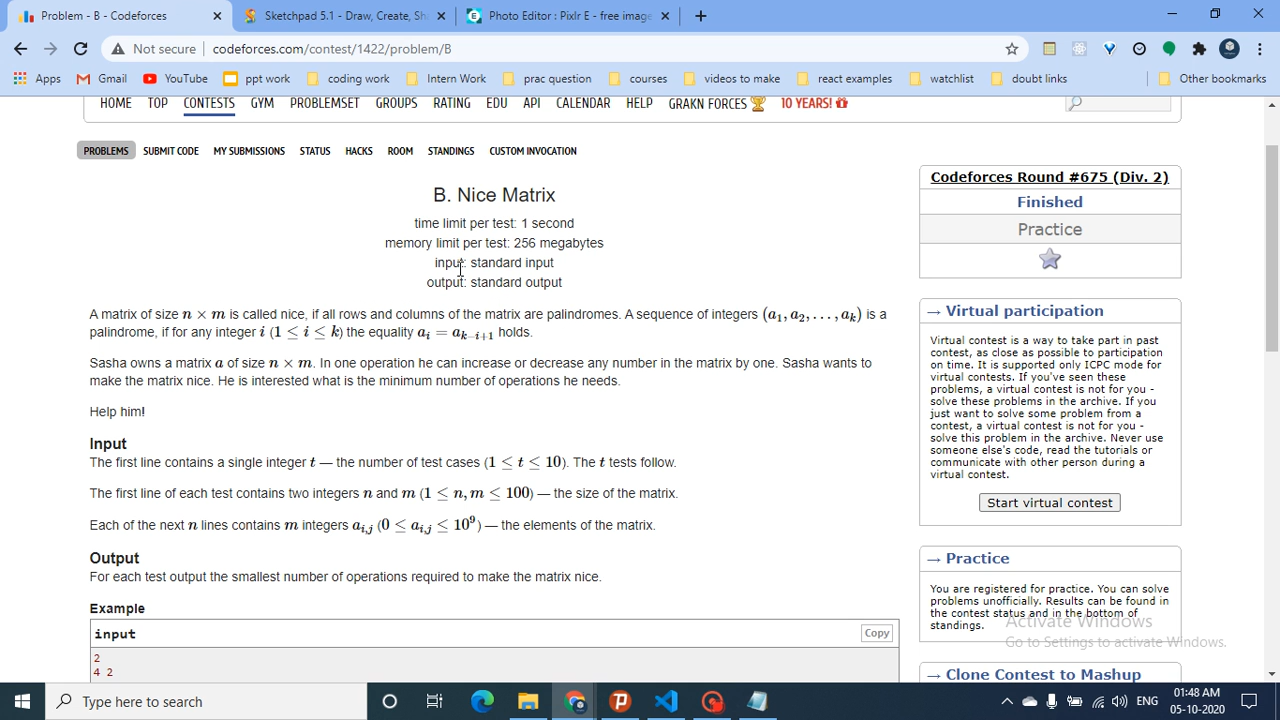 Problem - B - Codeforces
Sketchpad 5.1 - Draw, Create, Sha
Photo Editor : Pixlr E - free image
Not secure codeforces.com/contest/1422/problem/B
Apps Gmail YouTube ppt work coding work Intern Work prac question courses videos to make react examples watchlist doubt links Other bookmarks
HOME TOP CONTESTS GYM PROBLEMSET GROUPS RATING EDU API CALENDAR HELP GRAKN FORCES 10 YEARS!
PROBLEMS SUBMIT CODE MY SUBMISSIONS STATUS HACKS ROOM STANDINGS CUSTOM INVOCATION
B. Nice Matrix
time limit per test: 1 second
memory limit per test: 256 megabytes
input: standard input
output: standard output
A matrix of size n × m is called nice, if all rows and columns of the matrix are palindromes. A sequence of integers (a1, a2, . . . , ak) is a
palindrome, if for any integer i (1 ≤ i ≤ k) the equality ai = ak−i+1 holds.
Sasha owns a matrix a of size n × m. In one operation he can increase or decrease any number in the matrix by one. Sasha wants to
make the matrix nice. He is interested what is the minimum number of operations he needs.
Help him!
Input
The first line contains a single integer t — the number of test cases (1 ≤ t ≤ 10). The t tests follow.
The first line of each test contains two integers n and m (1 ≤ n, m ≤ 100) — the size of the matrix.
Each of the next n lines contains m integers ai,j (0 ≤ ai,j ≤ 10⁹) — the elements of the matrix.
Output
For each test output the smallest number of operations required to make the matrix nice.
Example
input
Copy
2
4 2
Codeforces Round #675 (Div. 2)
Finished
Practice
→ Virtual participation
Virtual contest is a way to take part in past
contest, as close as possible to participation
on time. It is supported only ICPC mode for
virtual contests. If you've seen these
problems, a virtual contest is not for you -
solve these problems in the archive. If you
just want to solve some problem from a
contest, a virtual contest is not for you -
solve this problem in the archive. Never use
someone else's code, read the tutorials or
communicate with other person during a
virtual contest.
Start virtual contest
→ Practice
You are registered for practice. You can solve
problems unofficially. Results can be found in
the contest status and in the bottom of
standings.
→ Clone Contest to Mashup
Activate Windows
Go to Settings to activate Windows.
Type here to search
ENG
01:48 AM
05-10-2020